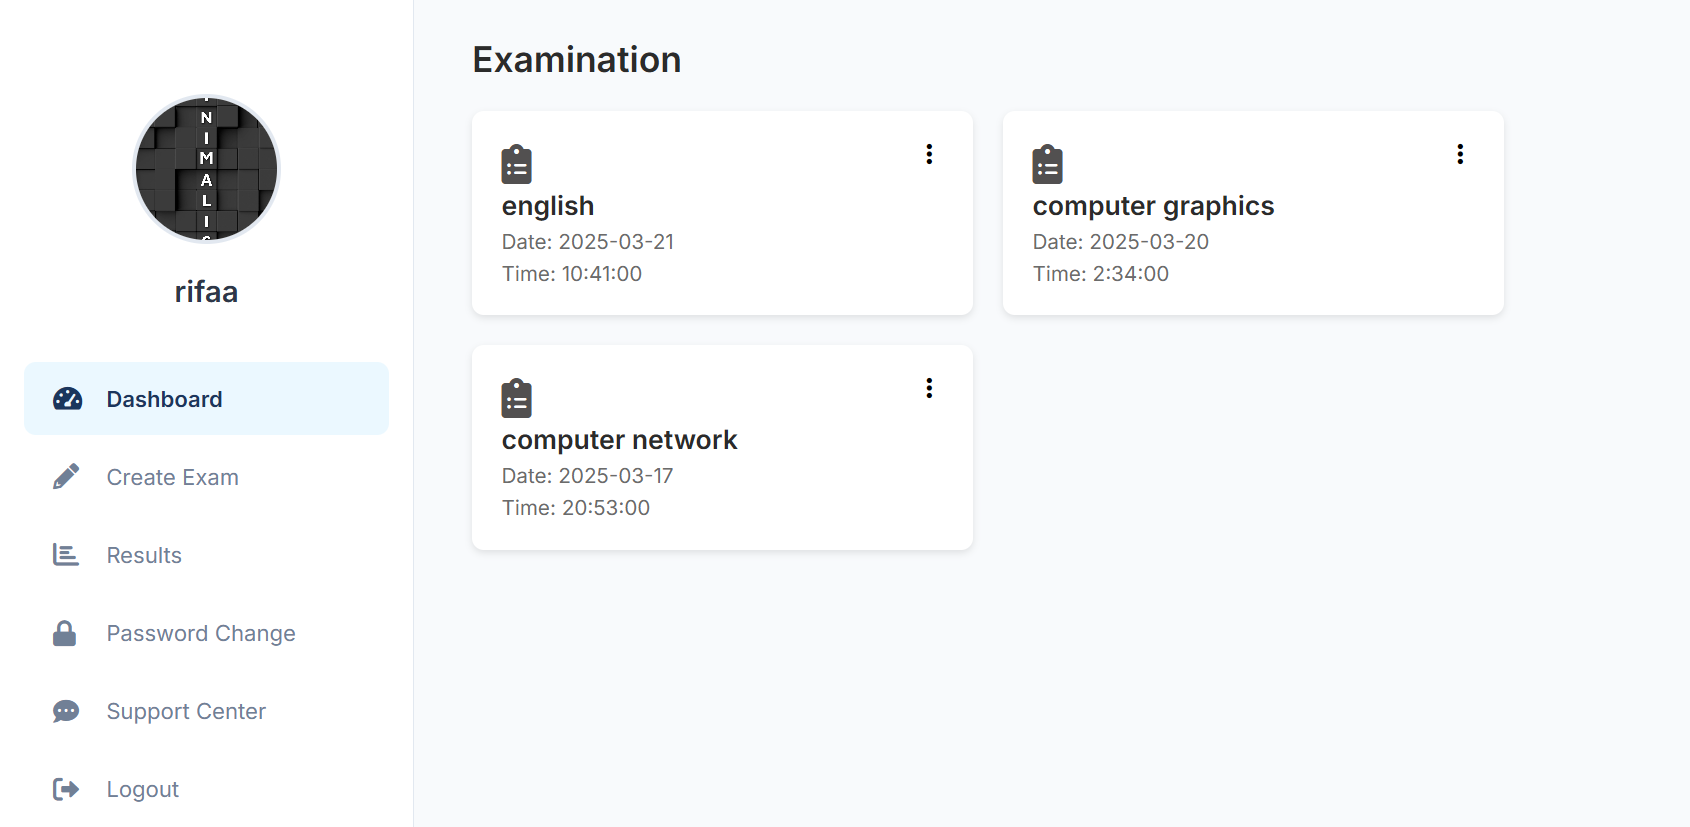 N
I
M
A
L
I
rifaa
Dashboard
Create Exam
Results
Password Change
Support Center
Logout
Examination
english
Date: 2025-03-21
Time: 10:41:00
computer graphics
Date: 2025-03-20
Time: 2:34:00
computer network
Date: 2025-03-17
Time: 20:53:00